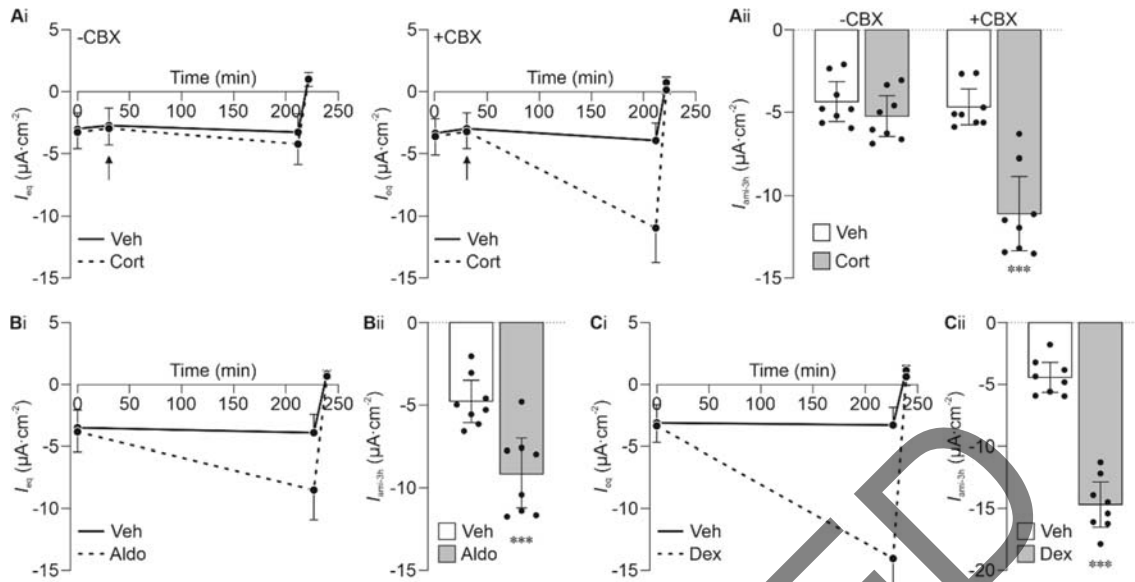 Ai -CBX
5
0
-5
-10
-15
Time (min)
0 50 100 150 200 250
Ieq (µA·cm-2)
Veh
Cort
+CBX
5
0
-5
-10
-15
Time (min)
0 50 100 150 200 250
Ieq (µA·cm-2)
Veh
Cort
Aii -CBX +CBX
0
-5
-10
-15
Iami-3h (µA·cm-2)
Veh
Cort
***
Bi
5
0
-5
-10
-15
Time (min)
0 50 100 150 200 250
Ieq (µA·cm-2)
Veh
Aldo
Bii
0
-5
-10
-15
Iami-3h (µA·cm-2)
Veh
Aldo
***
Ci
5
0
-5
-10
-15
Time (min)
0 50 100 150 200 250
Ieq (µA·cm-2)
Veh
Dex
Cii
0
-5
-10
-15
-20
Iami-3h (µA·cm-2)
Veh
Dex
***